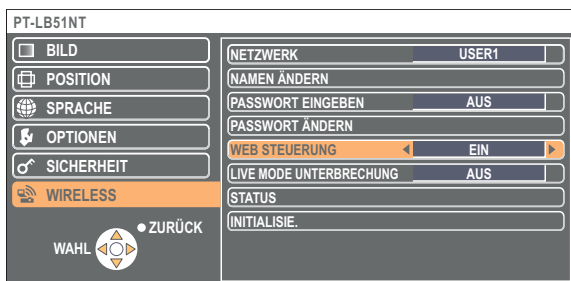 PT-LB51NT
BILD
POSITION
SPRACHE
OPTIONEN
SICHERHEIT
WIRELESS
ZURÜCK
WAHL
NETZWERK USER1
NAMEN ÄNDERN
PASSWORT EINGEBEN AUS
PASSWORT ÄNDERN
WEB STEUERUNG EIN
LIVE MODE UNTERBRECHUNG AUS
STATUS
INITIALISIE.